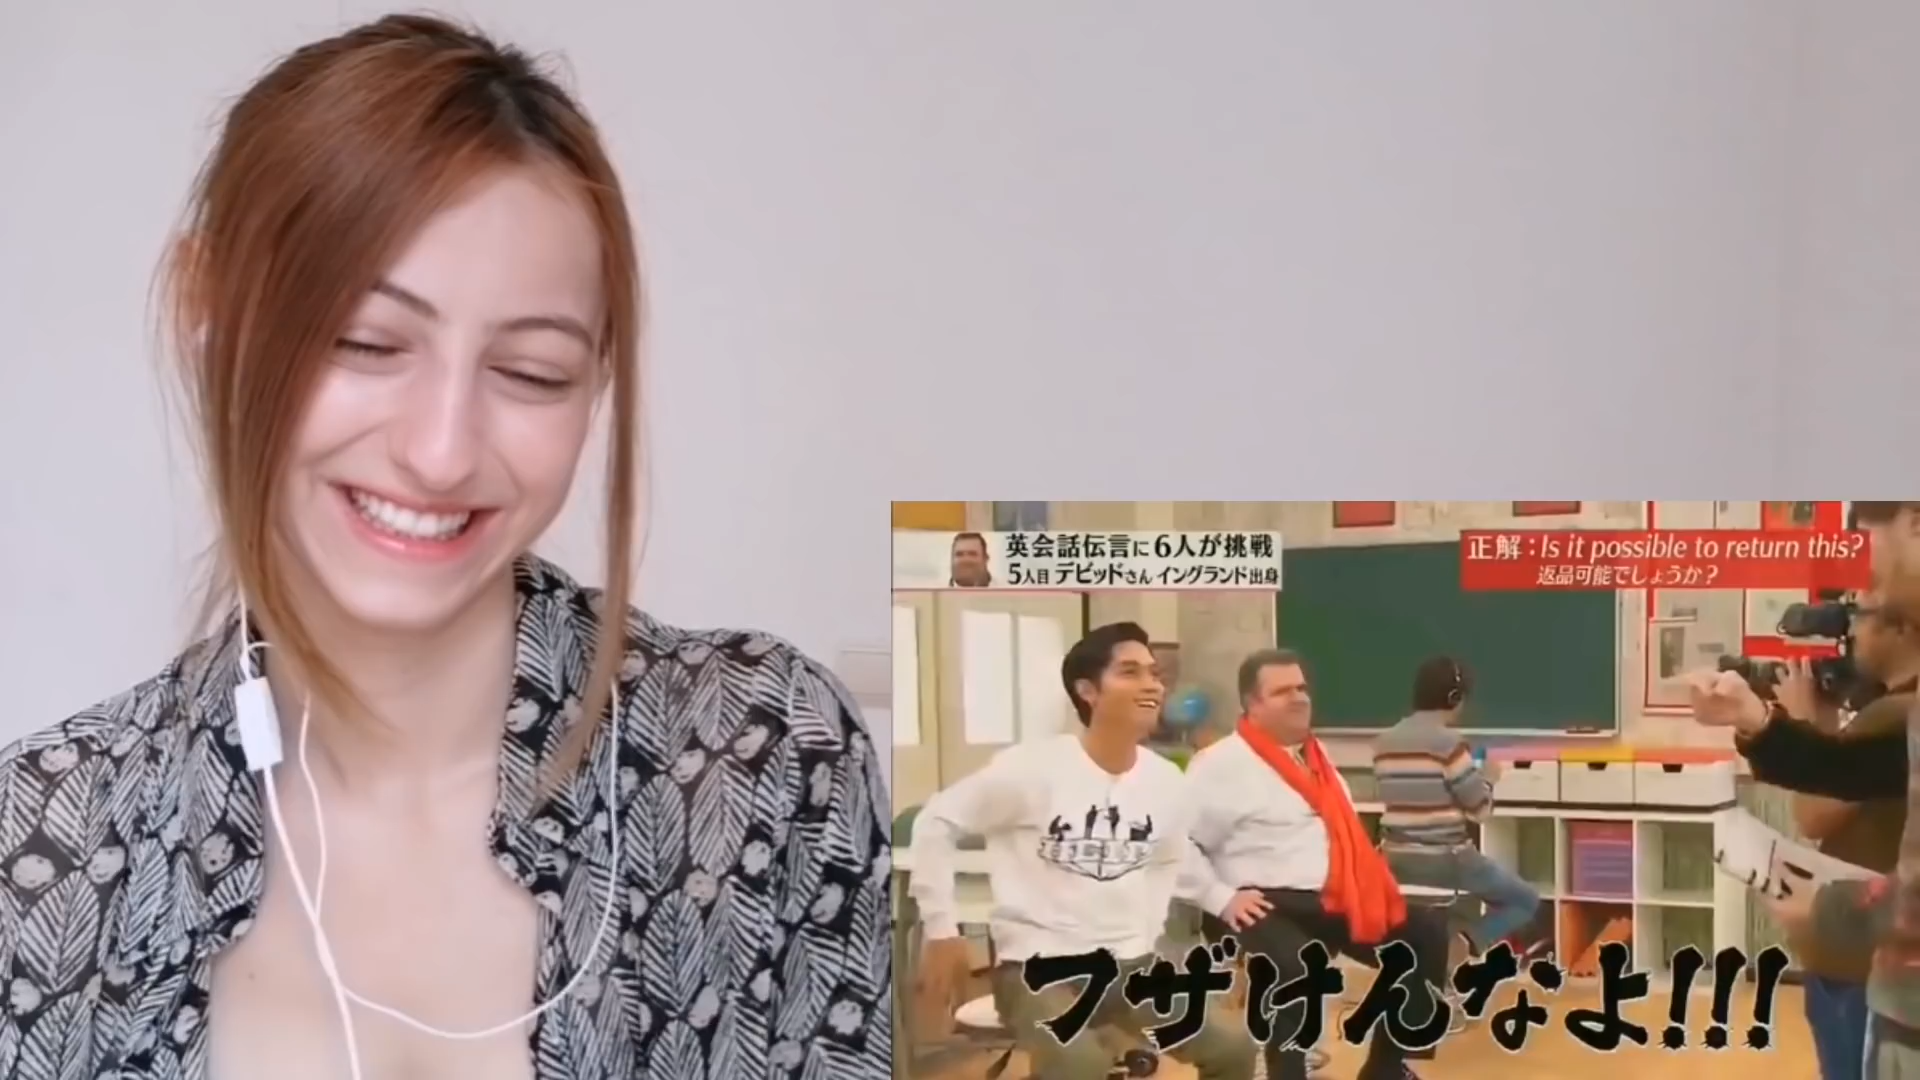 英会話伝言に6人が挑戦
5人目 デビッドさん イングランド出身
正解:Is it possible to return this?
返品可能でしょうか?
フザけんなよ!!!